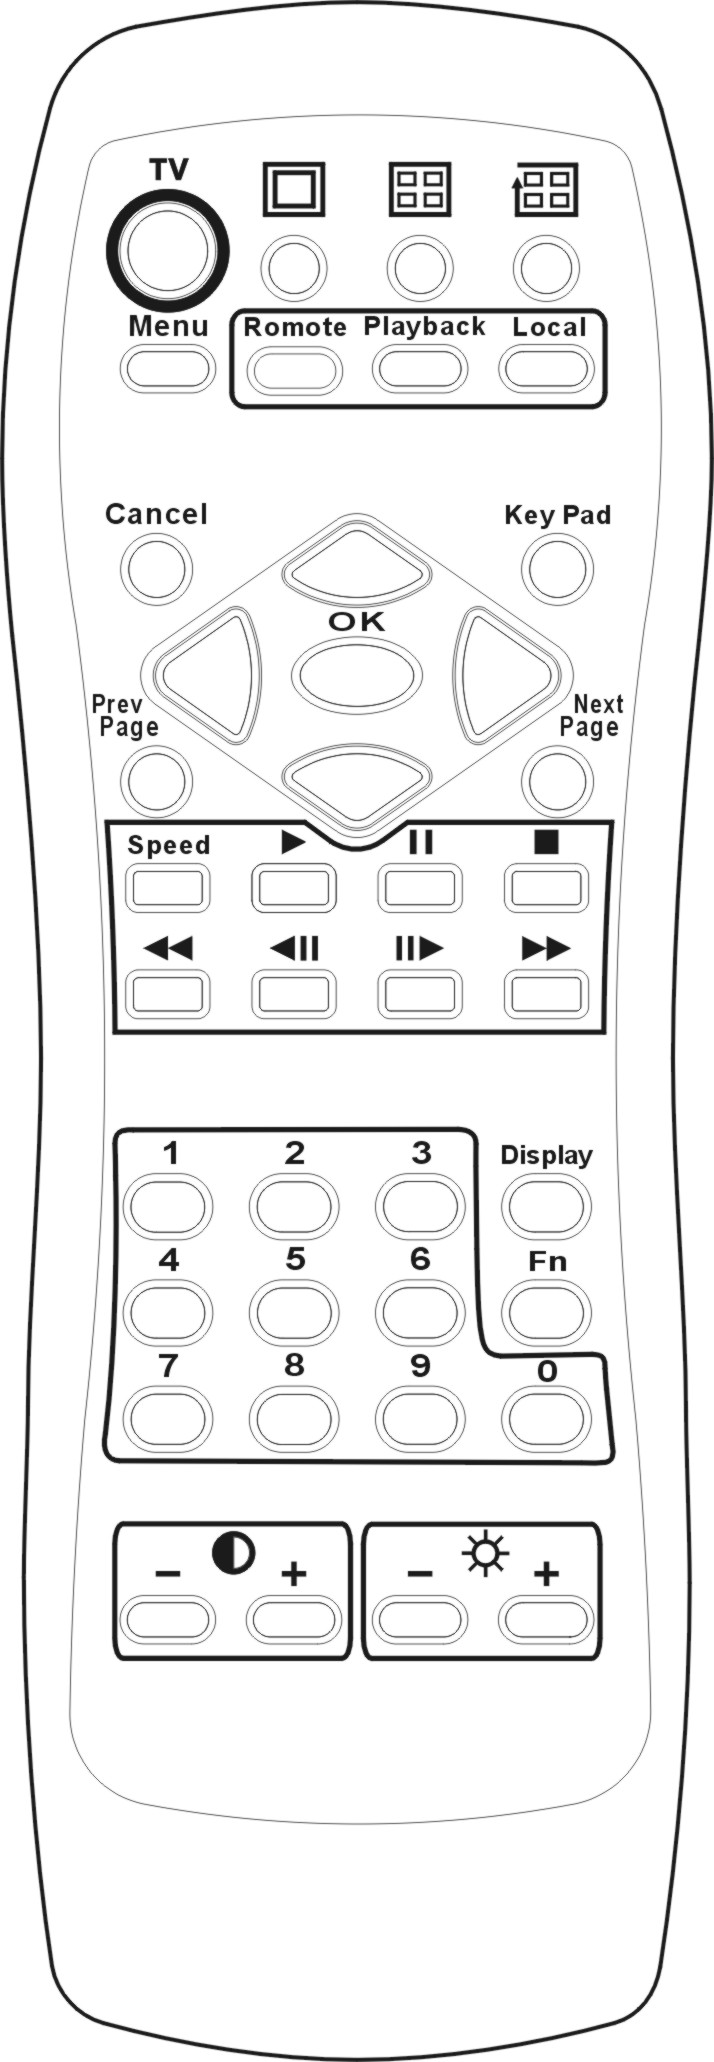 TV
Menu Romote Playback Local
Cancel Key Pad
OK
Prev Page
Next Page
Speed
1 2 3 Display
4 5 6 Fn
7 8 9 0
− + − +